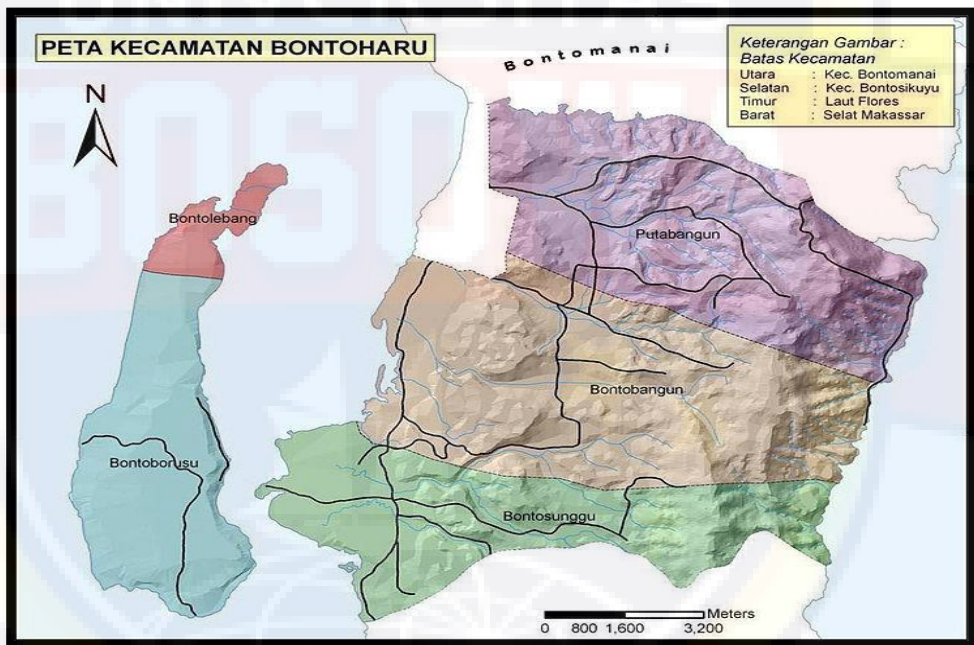 PETA KECAMATAN BONTOHARU
Bontomanai
Keterangan Gambar :
Batas Kecamatan
Utara : Kec. Bontomanai
Selatan : Kec. Bontosikuyu
Timur : Laut Flores
Barat : Selat Makassar
N
Bontolebang
Putabangun
Bontobangun
Bontoborusu
Bontosunggu
Meters
0 800 1,600 3,200